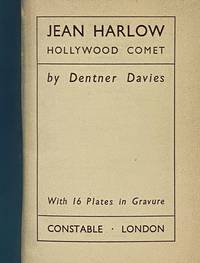 JEAN HARLOW
HOLLYWOOD COMET
by Dentner Davies
With 16 Plates in Gravure
CONSTABLE · LONDON